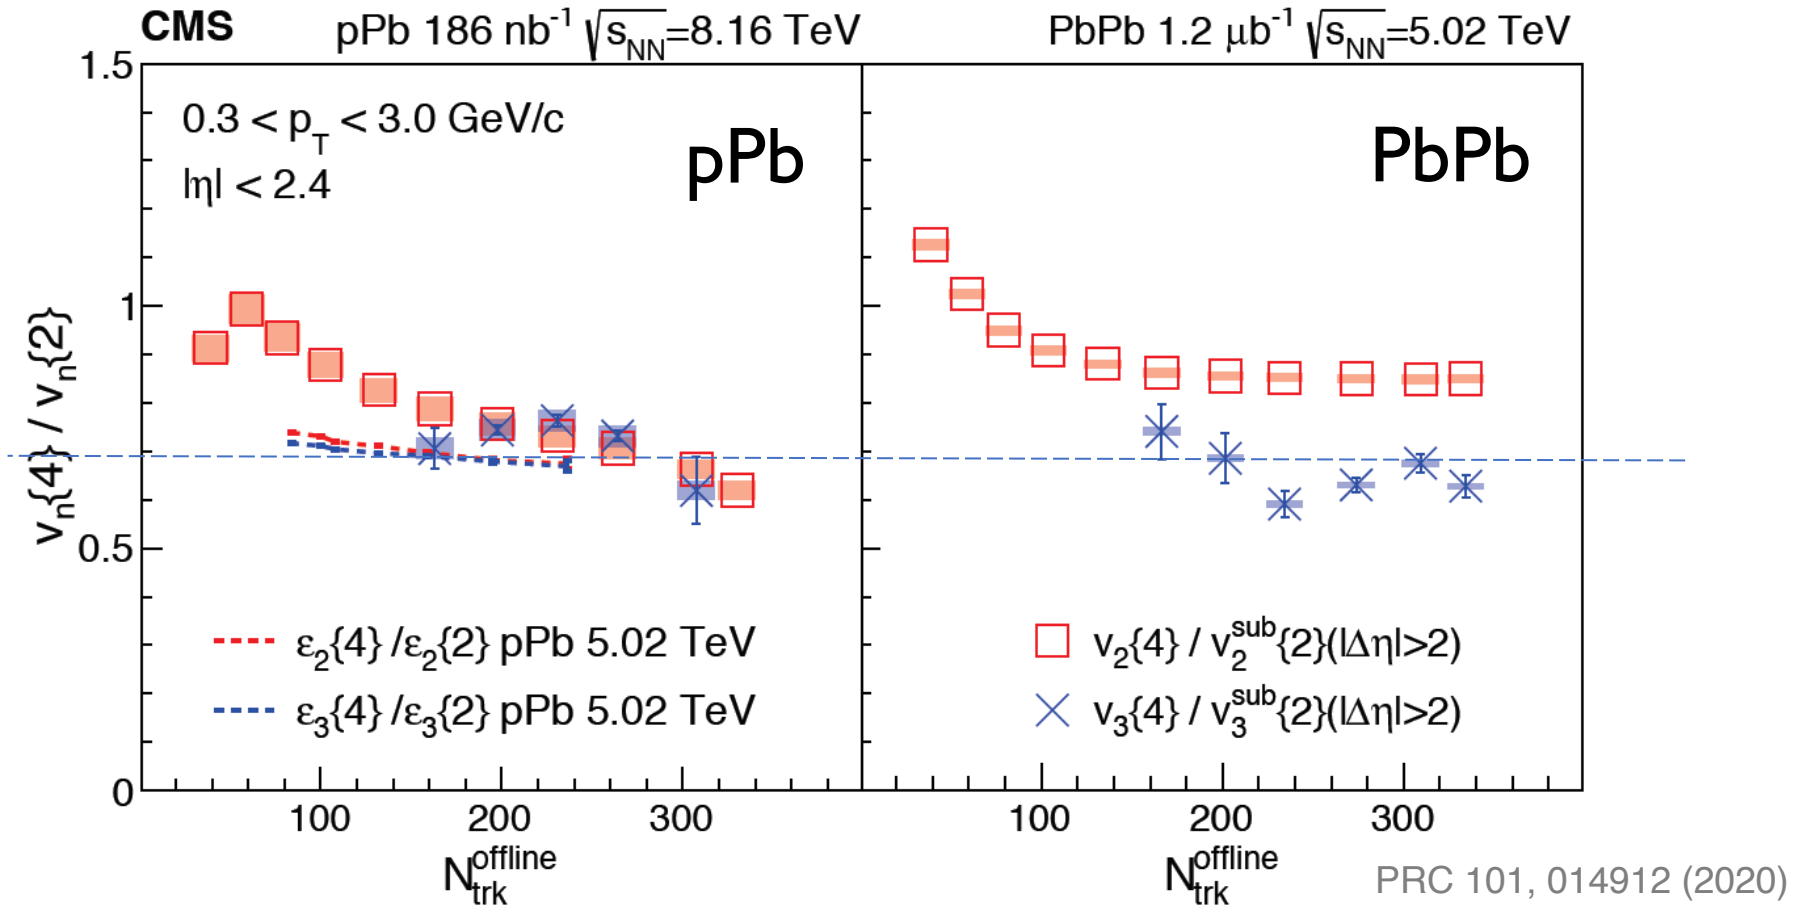 CMS pPb 186 nb⁻¹ √sNN=8.16 TeV PbPb 1.2 μb⁻¹ √sNN=5.02 TeV
1.5
0.3 < pT < 3.0 GeV/c
|η| < 2.4
pPb
PbPb
1
vn{4} / vn{2}
0.5
ε2{4} /ε2{2} pPb 5.02 TeV
ε3{4} /ε3{2} pPb 5.02 TeV
v2{4} / v2sub{2}(|Δη|>2)
v3{4} / v3sub{2}(|Δη|>2)
0
100 200 300 100 200 300
Ntrkoffline Ntrkoffline
PRC 101, 014912 (2020)